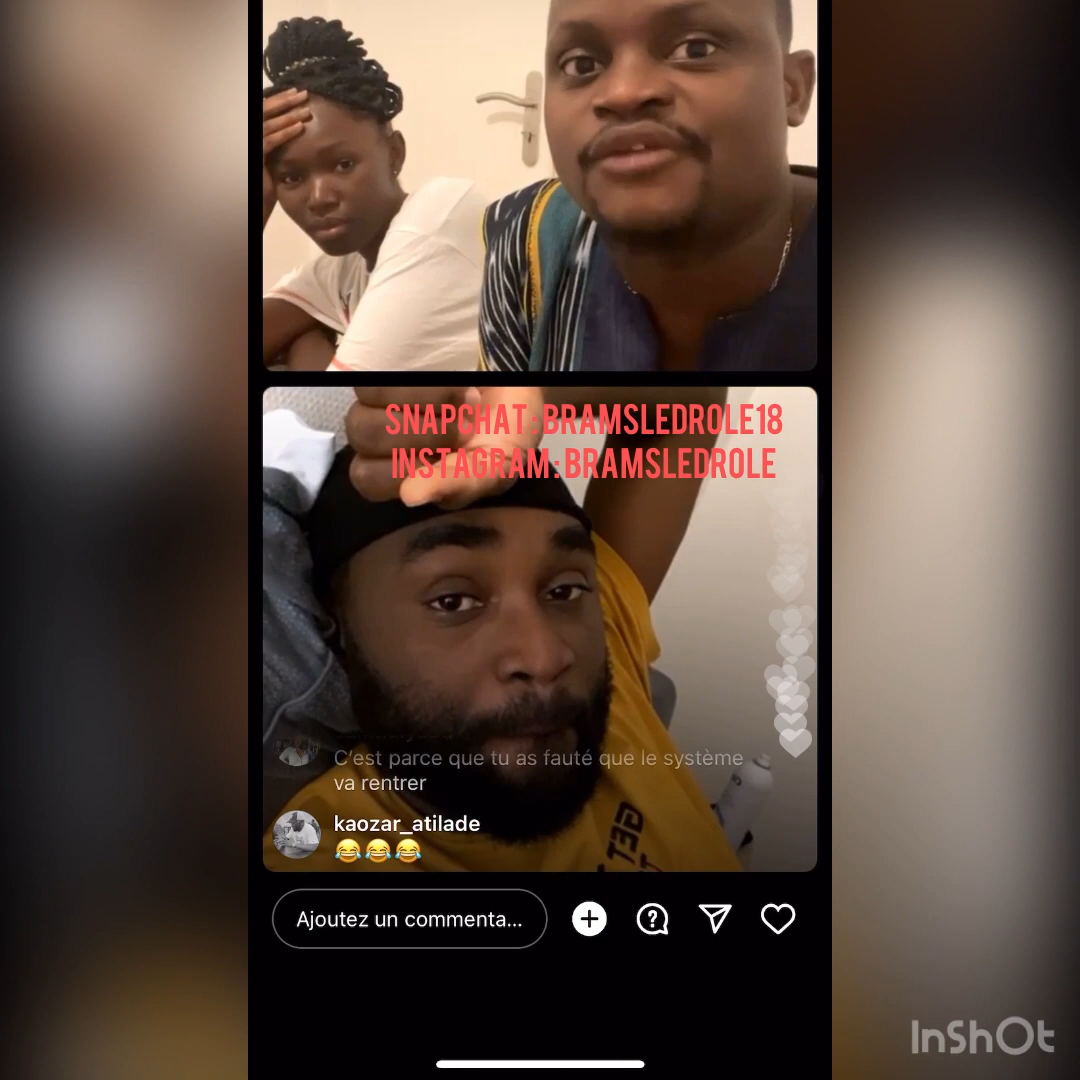 SNAPCHAT : BRAMSLEDROLE18
INSTAGRAM : BRAMSLEDROLE
C'est parce que tu as fauté que le système
va rentrer
kaozar_atilade
😂😂😂
Ajoutez un commenta...
InShOt